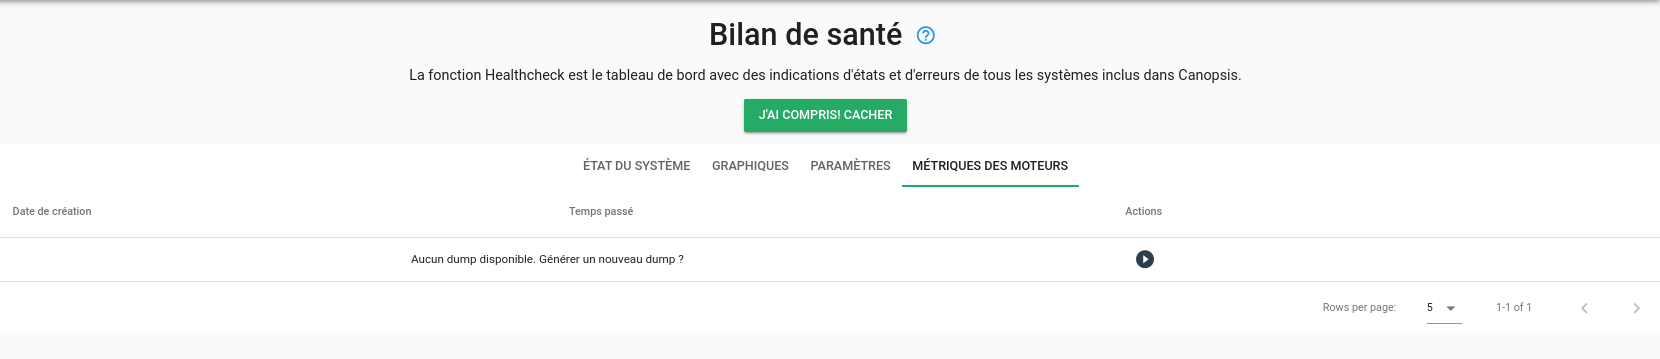 Bilan de santé
La fonction Healthcheck est le tableau de bord avec des indications d'états et d'erreurs de tous les systèmes inclus dans Canopsis.
J'AI COMPRIS! CACHER
ÉTAT DU SYSTÈME GRAPHIQUES PARAMÈTRES MÉTRIQUES DES MOTEURS
Date de création Temps passé Actions
Aucun dump disponible. Générer un nouveau dump ?
Rows per page: 5 1-1 of 1